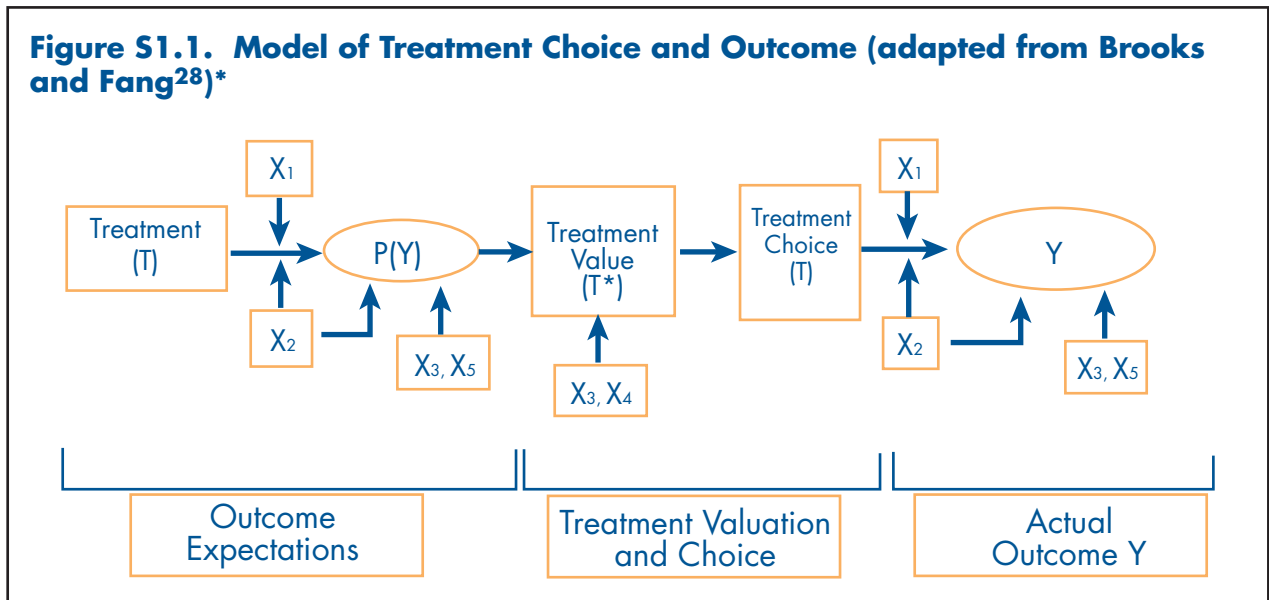 Figure S1.1. Model of Treatment Choice and Outcome (adapted from Brooks
and Fang28)*
X1
X1
Treatment
(T)
P(Y)
Treatment
Value
(T*)
Treatment
Choice
(T)
Y
X2
X3, X5
X3, X4
X2
X3, X5
Outcome
Expectations
Treatment Valuation
and Choice
Actual
Outcome Y